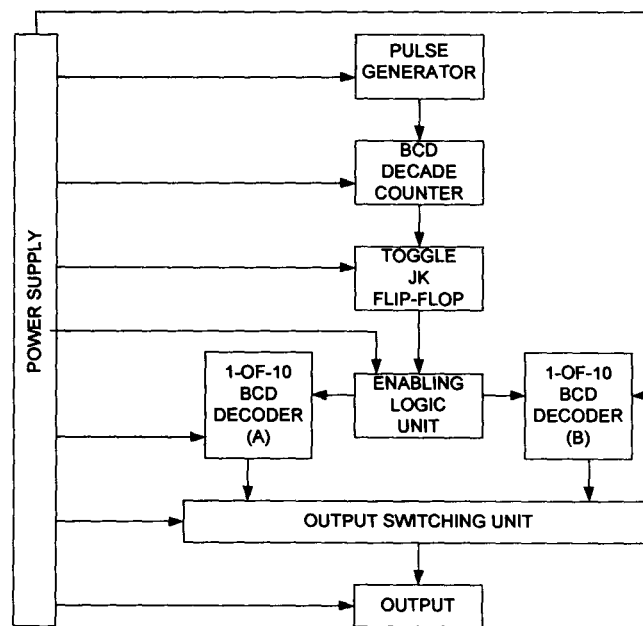 PULSE
GENERATOR
BCD
DECADE
COUNTER
TOGGLE
JK
FLIP-FLOP
POWER SUPPLY
1-OF-10
BCD
DECODER
(A)
ENABLING
LOGIC
UNIT
1-OF-10
BCD
DECODER
(B)
OUTPUT SWITCHING UNIT
OUTPUT